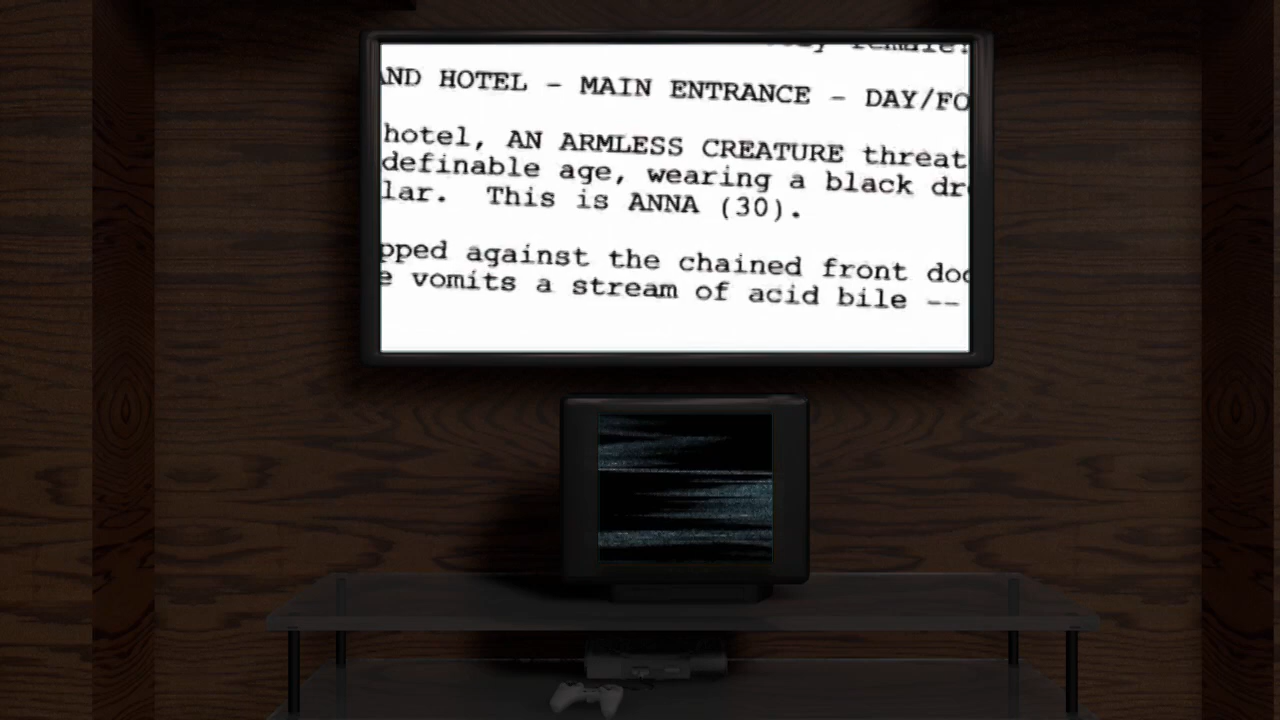 AND HOTEL - MAIN ENTRANCE - DAY/FO
hotel, AN ARMLESS CREATURE threat
definable age, wearing a black dr
lar. This is ANNA (30).
pped against the chained front doo
e vomits a stream of acid bile --